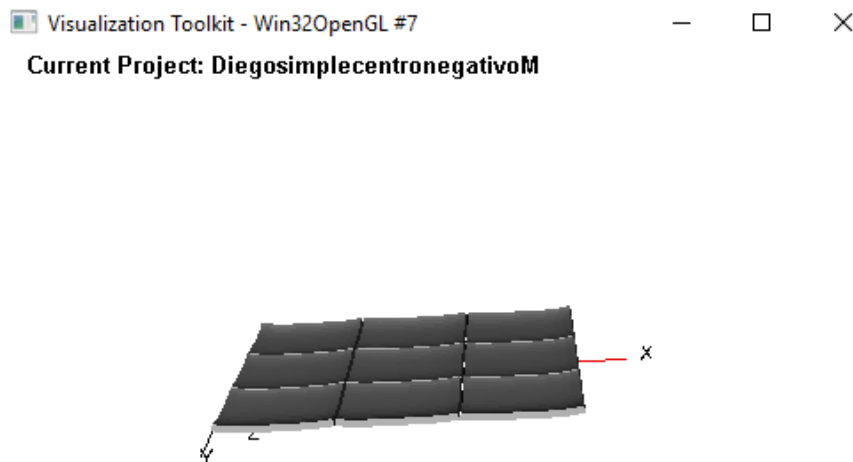 Visualization Toolkit - Win32OpenGL #7
Current Project: DiegosimplecentronegativoM
X
Z
Y